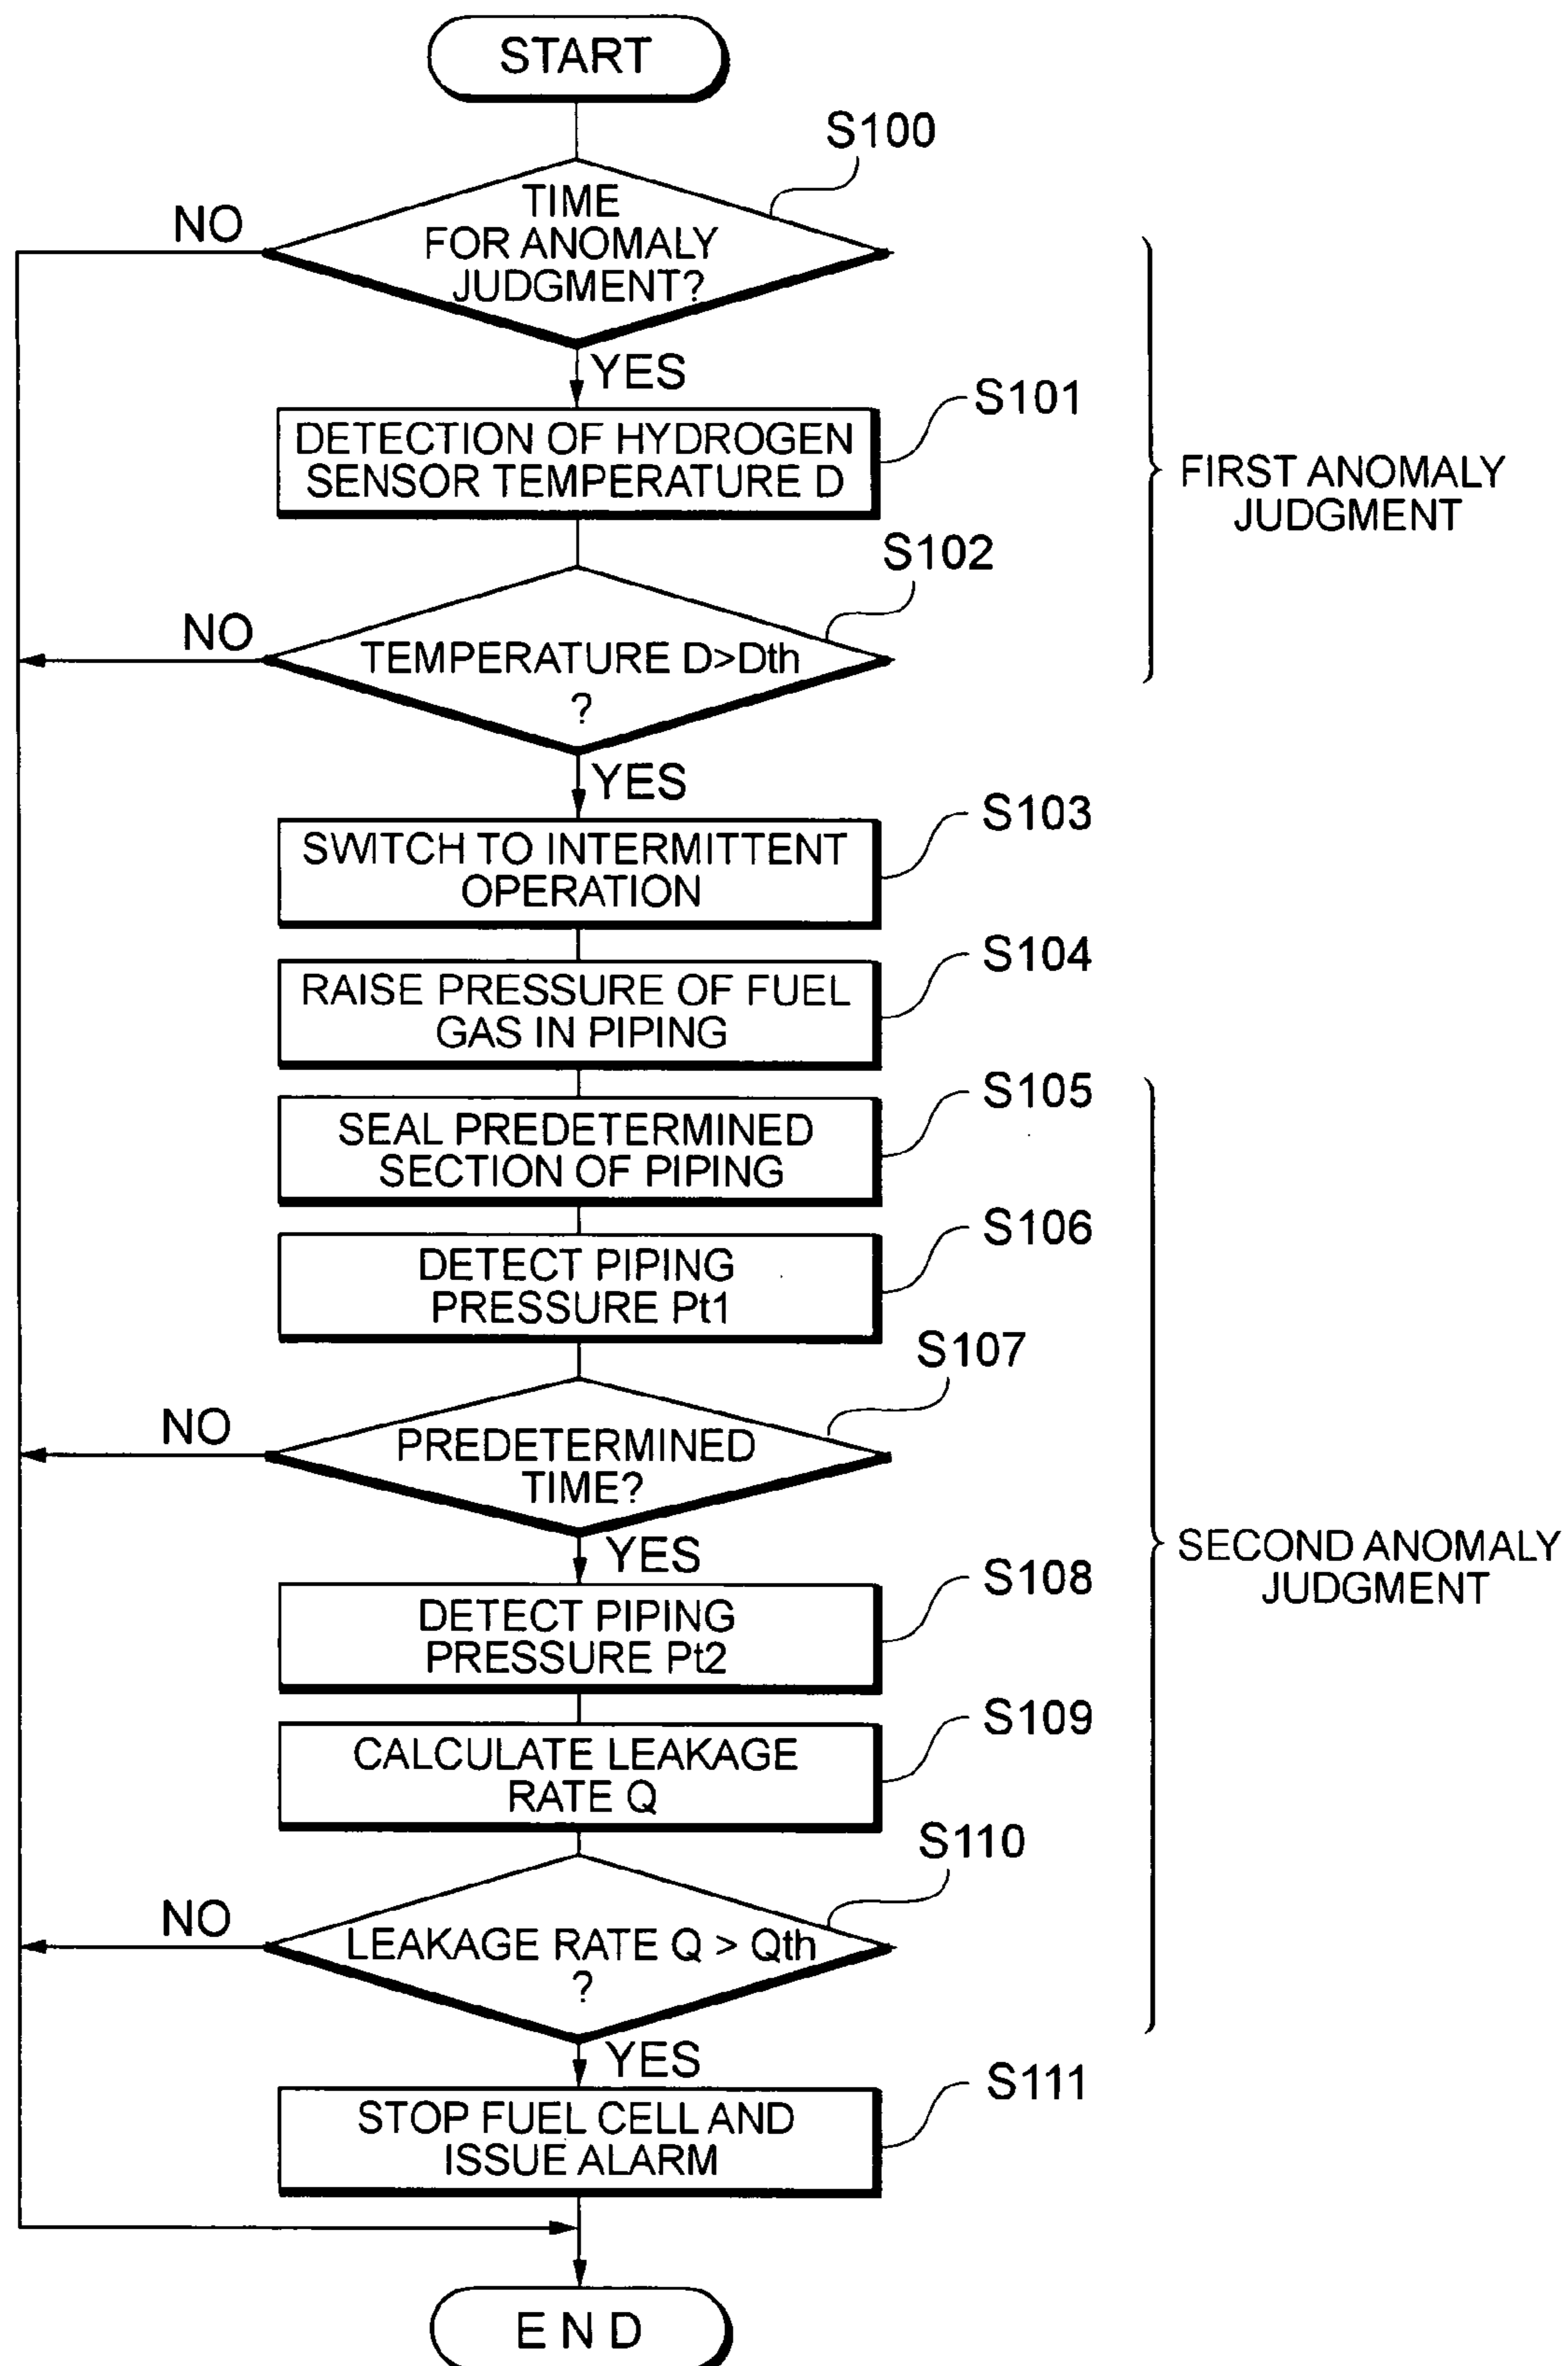 START
S100
TIME
FOR ANOMALY
JUDGMENT?
NO
YES
S101
DETECTION OF HYDROGEN
SENSOR TEMPERATURE D
FIRST ANOMALY
JUDGMENT
S102
NO
TEMPERATURE D>Dth
?
YES
S103
SWITCH TO INTERMITTENT
OPERATION
S104
RAISE PRESSURE OF FUEL
GAS IN PIPING
S105
SEAL PREDETERMINED
SECTION OF PIPING
S106
DETECT PIPING
PRESSURE Pt1
S107
NO
PREDETERMINED
TIME?
YES
SECOND ANOMALY
JUDGMENT
S108
DETECT PIPING
PRESSURE Pt2
S109
CALCULATE LEAKAGE
RATE Q
S110
NO
LEAKAGE RATE Q > Qth
?
YES
S111
STOP FUEL CELL AND
ISSUE ALARM
END